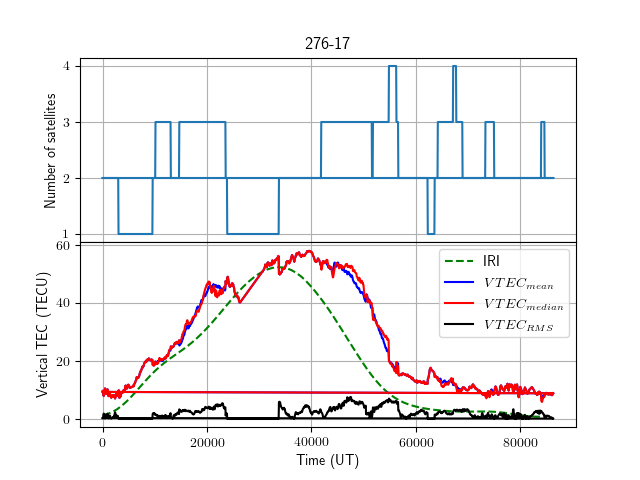 276-17
Number of satellites
4
3
2
1
Vertical TEC (TECU)
60
40
20
0
IRI
VTEC_mean
VTEC_median
VTEC_RMS
0 20000 40000 60000 80000
Time (UT)